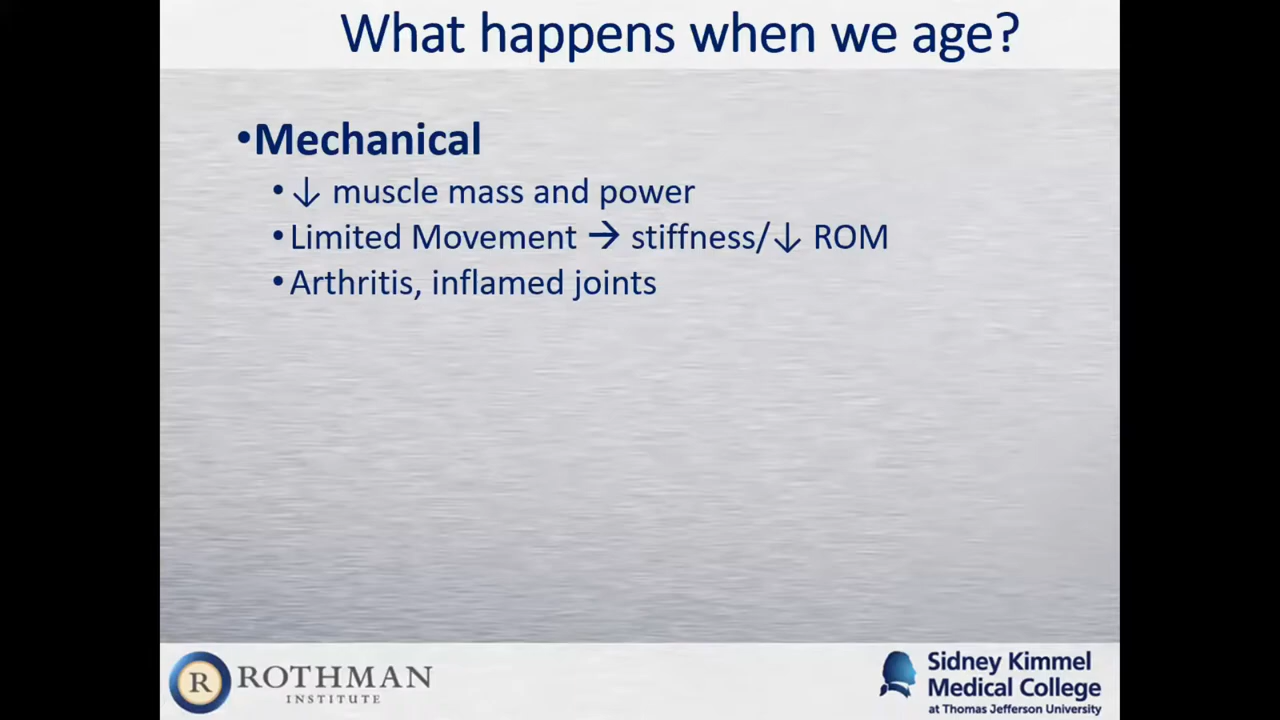 What happens when we age?
•Mechanical
•↓ muscle mass and power
•Limited Movement → stiffness/↓ ROM
•Arthritis, inflamed joints
R ROTHMAN
INSTITUTE
Sidney Kimmel
Medical College
at Thomas Jefferson University